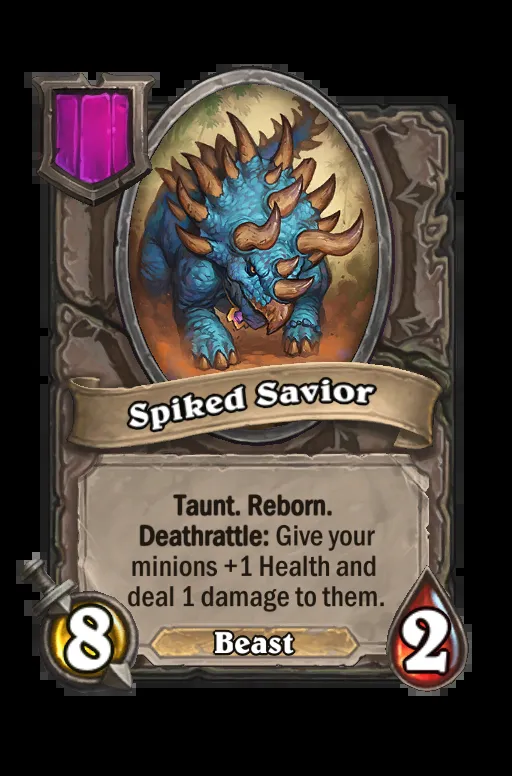 Spiked Savior
Taunt. Reborn.
Deathrattle: Give your
minions +1 Health and
deal 1 damage to them.
8
Beast
2